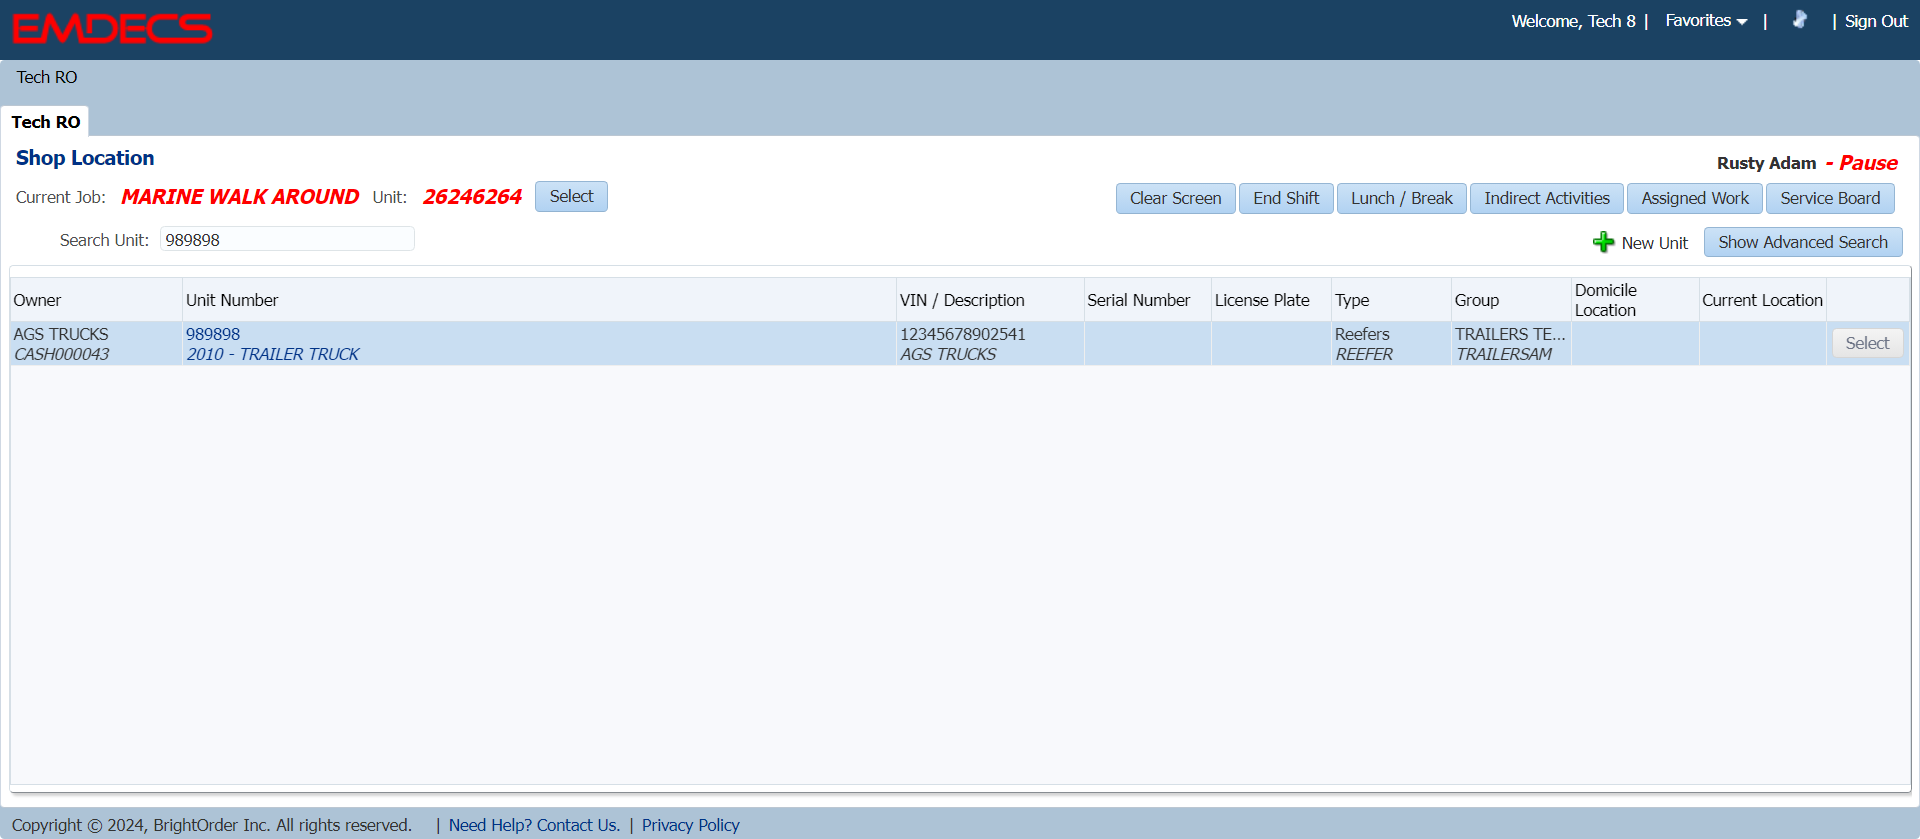 EMDECS
Welcome, Tech 8 | Favorites | | Sign Out
Tech RO
Tech RO
Shop Location
Rusty Adam - Pause
Current Job: MARINE WALK AROUND Unit: 26246264 Select
Clear Screen End Shift Lunch / Break Indirect Activities Assigned Work Service Board
Search Unit: 989898
New Unit Show Advanced Search
Owner Unit Number VIN / Description Serial Number License Plate Type Group Domicile Location Current Location
AGS TRUCKS 989898 12345678902541 Reefers TRAILERS TE...
CASH000043 2010 - TRAILER TRUCK AGS TRUCKS REEFER TRAILERSAM
Select
Copyright © 2024, BrightOrder Inc. All rights reserved. | Need Help? Contact Us. | Privacy Policy